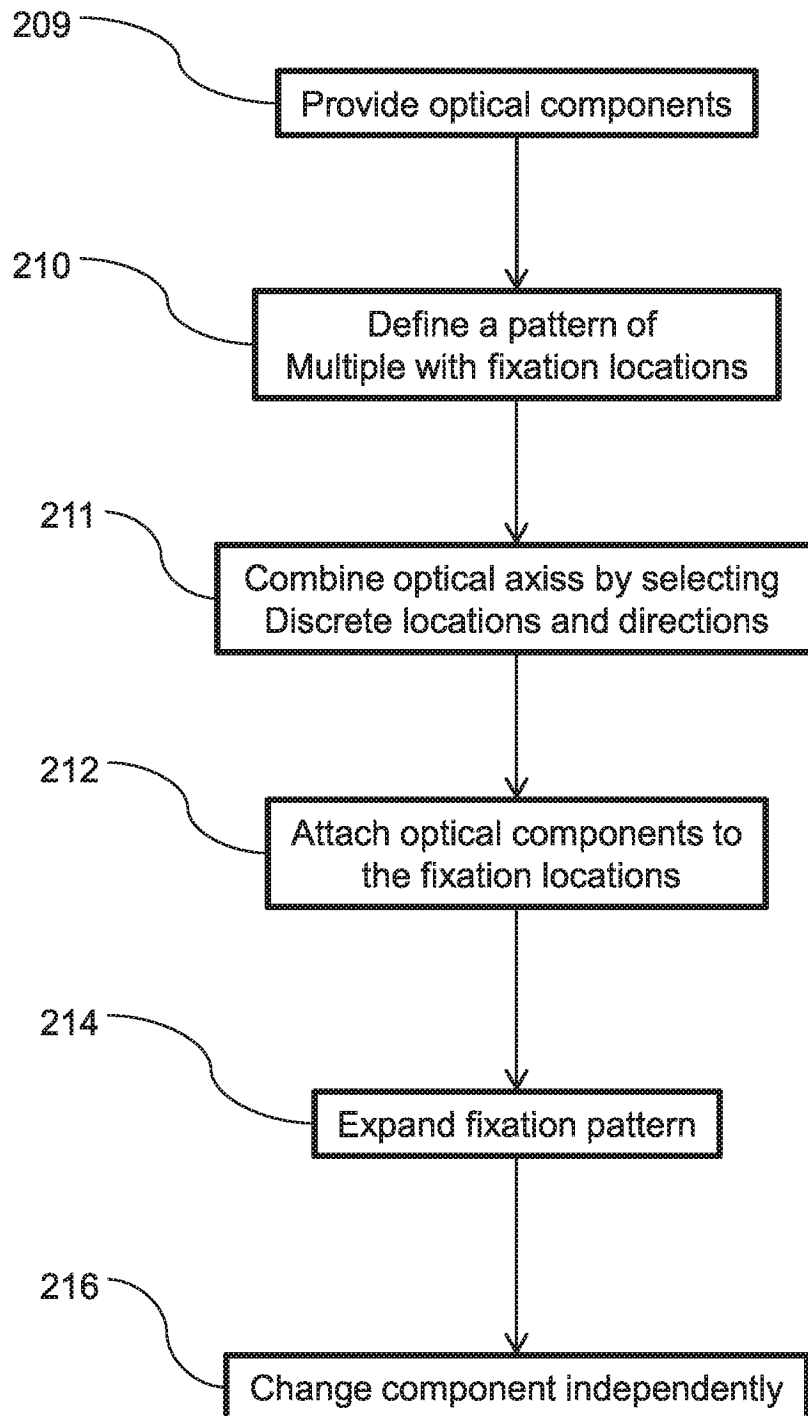 209
Provide optical components
210
Define a pattern of
Multiple with fixation locations
211
Combine optical axiss by selecting
Discrete locations and directions
212
Attach optical components to
the fixation locations
214
Expand fixation pattern
216
Change component independently